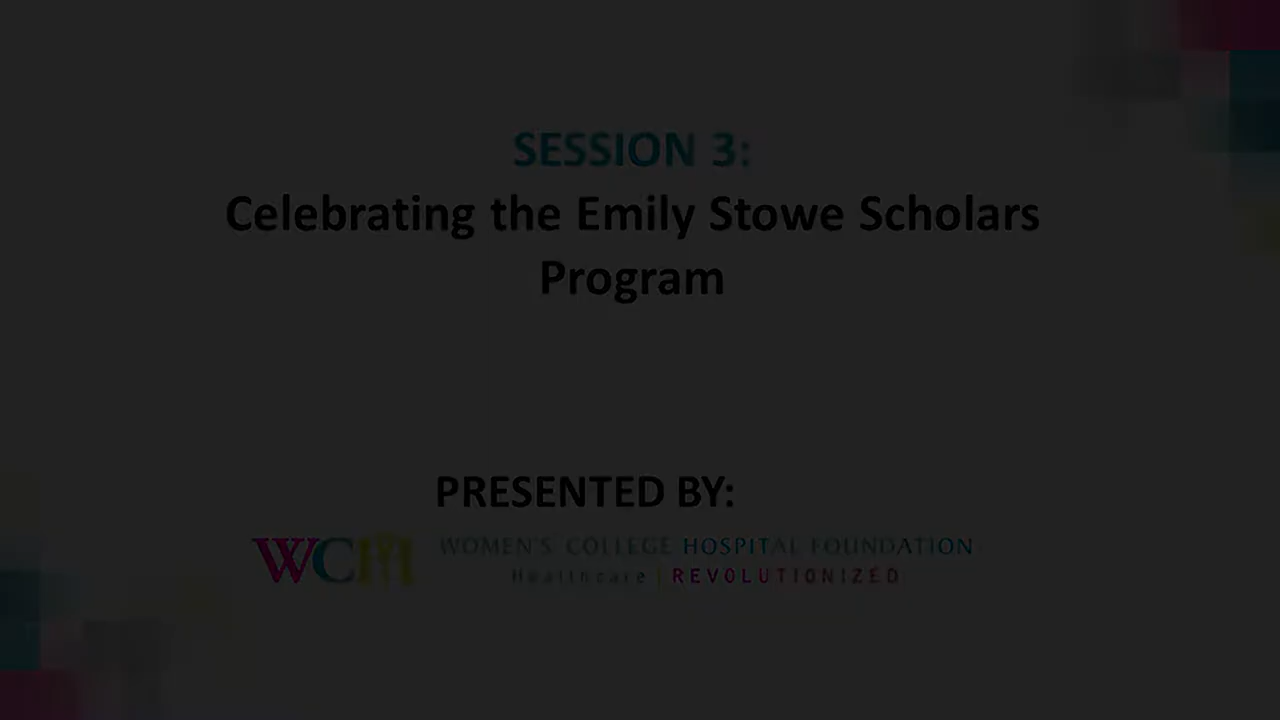 SESSION 3:
Celebrating the Emily Stowe Scholars
Program
PRESENTED BY:
WCH WOMEN'S COLLEGE HOSPITAL FOUNDATION
Healthcare | REVOLUTIONIZED